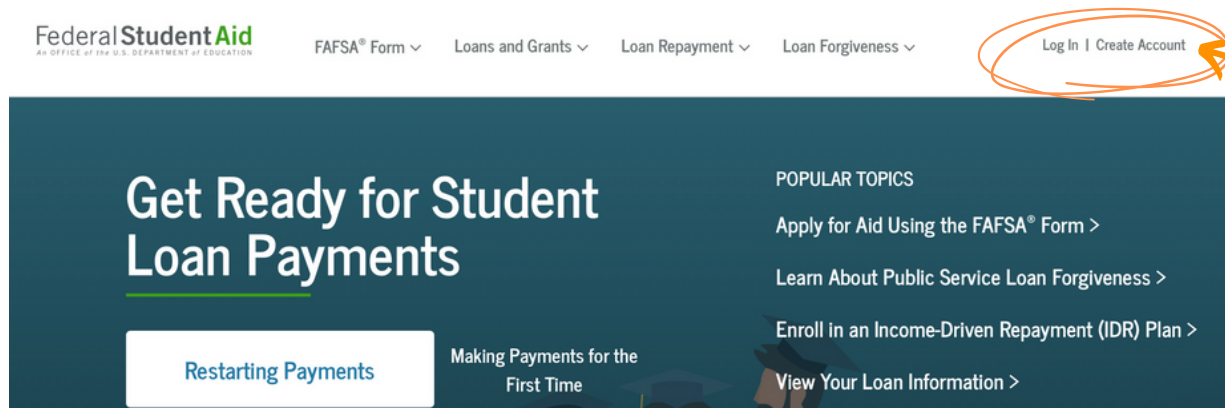 Federal Student Aid
An OFFICE of the U.S. DEPARTMENT of EDUCATION
FAFSA® Form
Loans and Grants
Loan Repayment
Loan Forgiveness
Log In | Create Account
Get Ready for Student
Loan Payments
Restarting Payments
Making Payments for the
First Time
POPULAR TOPICS
Apply for Aid Using the FAFSA® Form >
Learn About Public Service Loan Forgiveness >
Enroll in an Income-Driven Repayment (IDR) Plan >
View Your Loan Information >